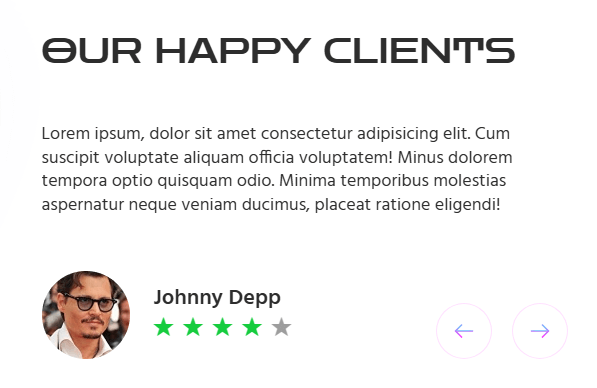 OUR HAPPY CLIENTS
Lorem ipsum, dolor sit amet consectetur adipisicing elit. Cum
suscipit voluptate aliquam officia voluptatem! Minus dolorem
tempora optio quisquam odio. Minima temporibus molestias
aspernatur neque veniam ducimus, placeat ratione eligendi!
Johnny Depp